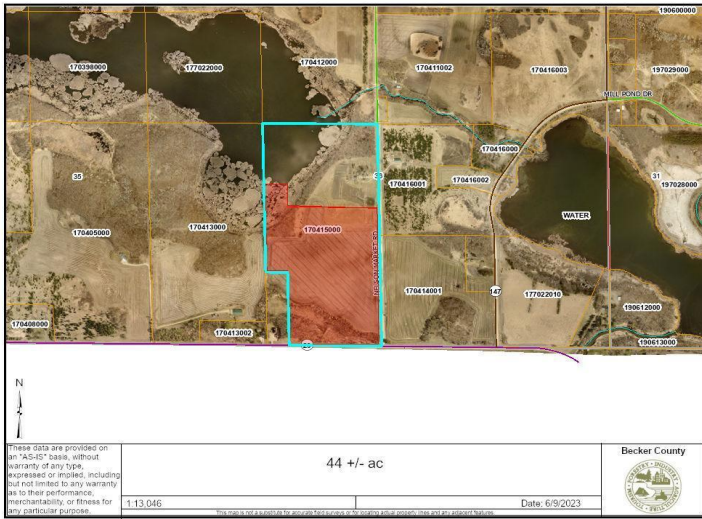 190600000
170398000
177022000
170412000
170411002
170416003
197029000
MILL POND DR
170416000
35
33
170416001
170416002
31
197028000
WATER
170405000
170413000
170415000
170414001
147
177022010
190612000
170408000
170413002
190613000
N
These data are provided on
an "AS-IS" basis, without
warranty of any type,
expressed or implied, including
but not limited to any warranty
as to their performance,
merchantability, or fitness for
any particular purpose.
44 +/- ac
Becker County
1:13,046
Date: 6/9/2023
This map is not a substitute for accurate field surveys or for locating actual property lines and any adjacent features.